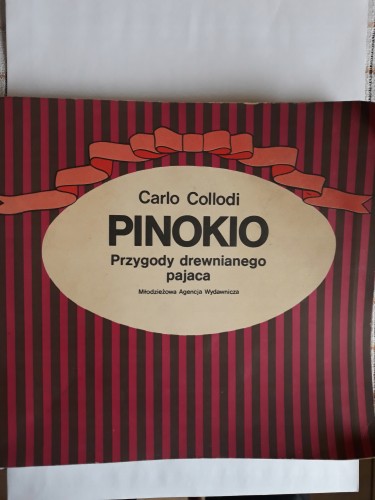 Carlo Collodi
PINOKIO
Przygody drewnianego
pajaca
Młodzieżowa Agencja Wydawnicza